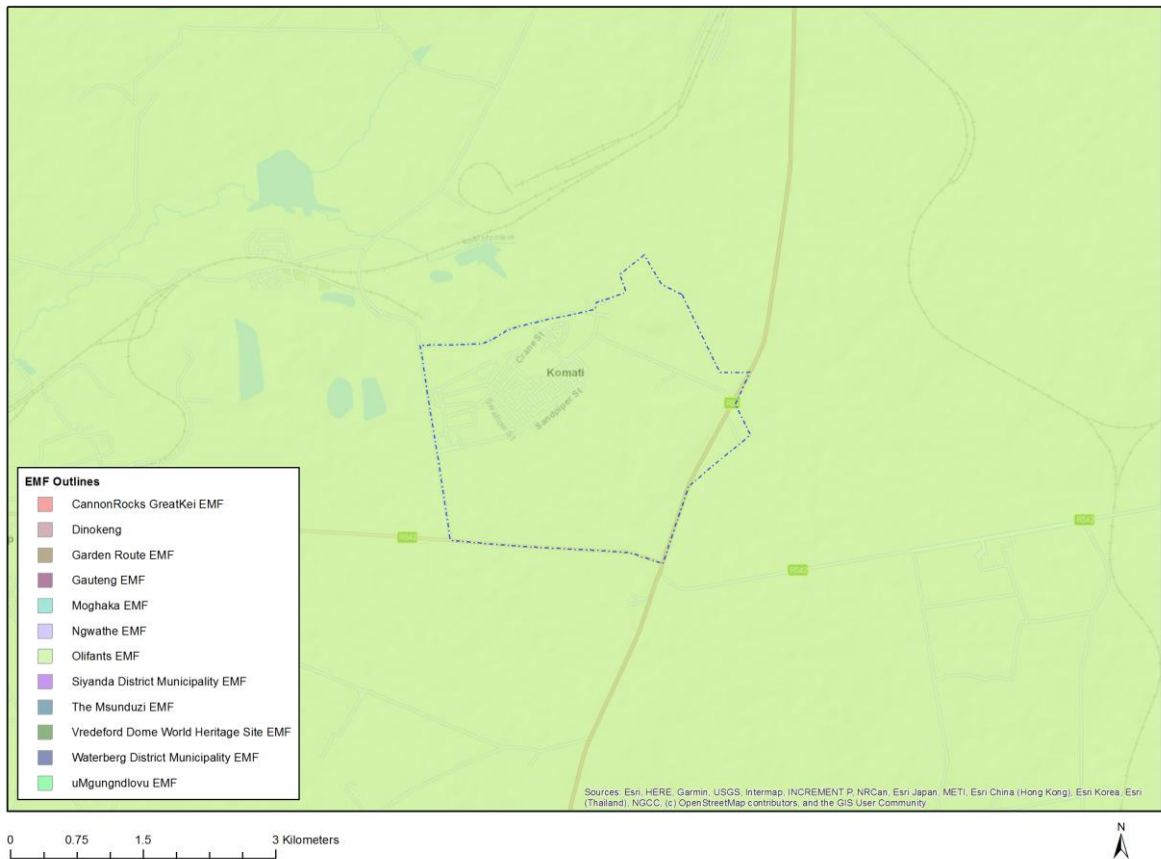 Crane St
Komati
Swallow St
Sandpiper St
R542
R542
EMF Outlines
CannonRocks GreatKei EMF
Dinokeng
Garden Route EMF
Gauteng EMF
Moghaka EMF
Ngwathe EMF
Olifants EMF
Siyanda District Municipality EMF
The Msunduzi EMF
Vredeford Dome World Heritage Site EMF
Waterberg District Municipality EMF
uMgungndlovu EMF
Sources: Esri, HERE, Garmin, USGS, Intermap, INCREMENT P, NRCan, Esri Japan, METI, Esri China (Hong Kong), Esri Korea, Esri
(Thailand), NGCC, (c) OpenStreetMap contributors, and the GIS User Community
0 0.75 1.5 3 Kilometers
N